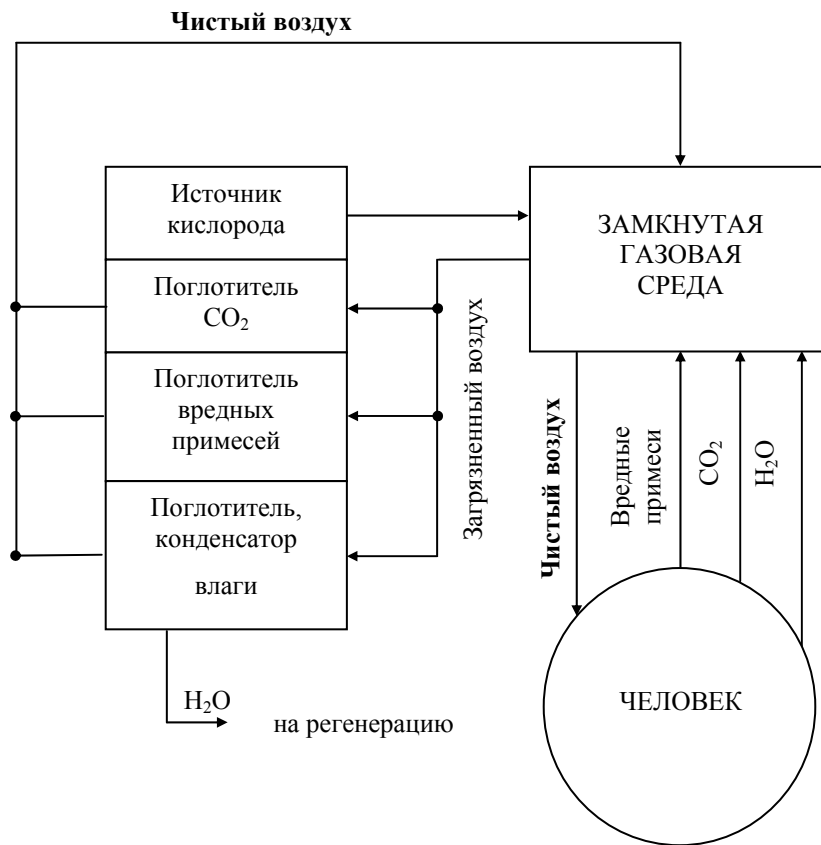 Чистый воздух
Источник
кислорода
Поглотитель
CO₂
Поглотитель
вредных
примесей
Поглотитель,
конденсатор
влаги
H₂O
на регенерацию
Загрязненный воздух
ЗАМКНУТАЯ
ГАЗОВАЯ
СРЕДА
Чистый воздух
Вредные
примеси
CO₂
H₂O
ЧЕЛОВЕК